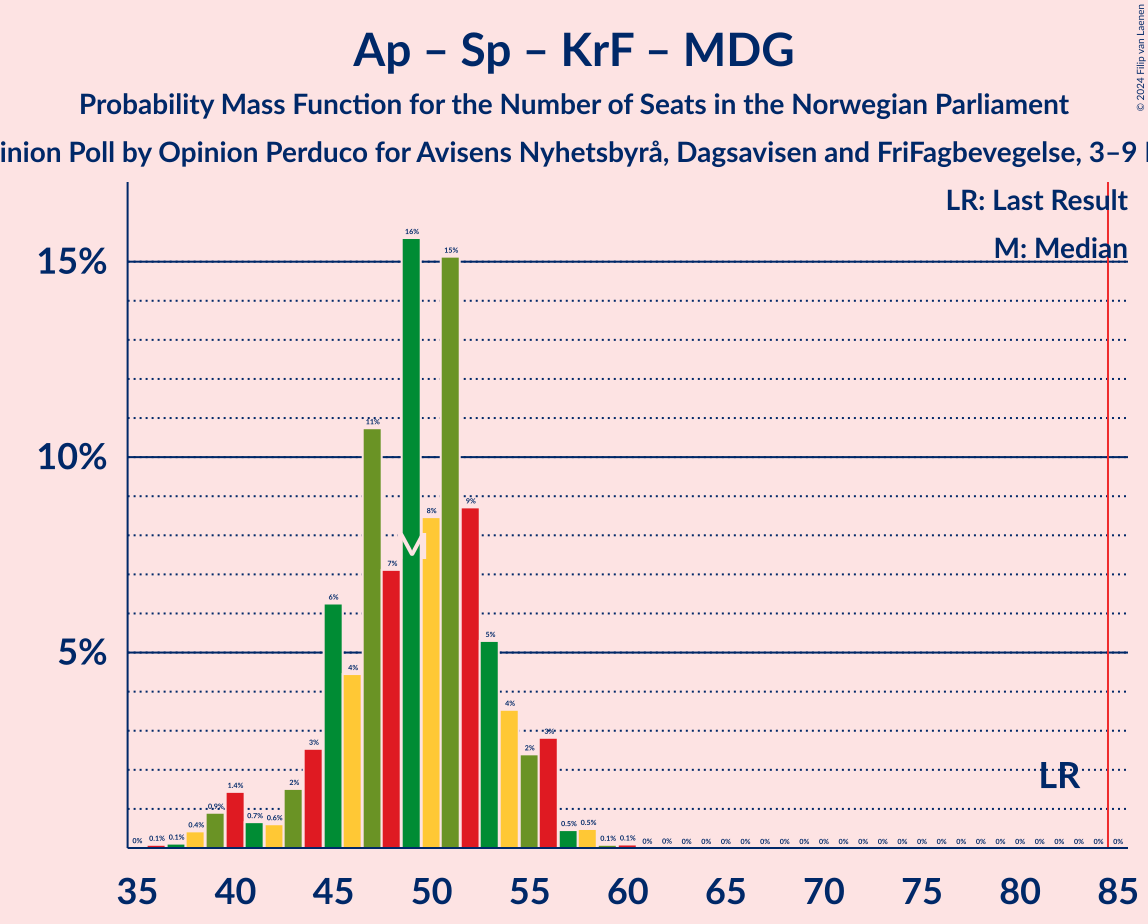 Ap – Sp – KrF – MDG
Probability Mass Function for the Number of Seats in the Norwegian Parliament
inion Poll by Opinion Perduco for Avisens Nyhetsbyrå, Dagsavisen and FriFagbevegelse, 3–9
© 2024 Filip van Laenen
LR: Last Result
M: Median
15%
10%
5%
0% 0.1% 0.1% 0.4% 0.9% 1.4% 0.7% 0.6% 2% 3% 6% 4% 11% 7% 16% 8% 15% 9% 5% 4% 2% 3% 0.5% 0.5% 0.1% 0.1% 0% 0% 0% 0% 0% 0% 0% 0% 0% 0% 0% 0% 0% 0% 0% 0% 0% 0% 0% 0% 0% 0% 0% 0% 0%
M
LR
35 40 45 50 55 60 65 70 75 80 85